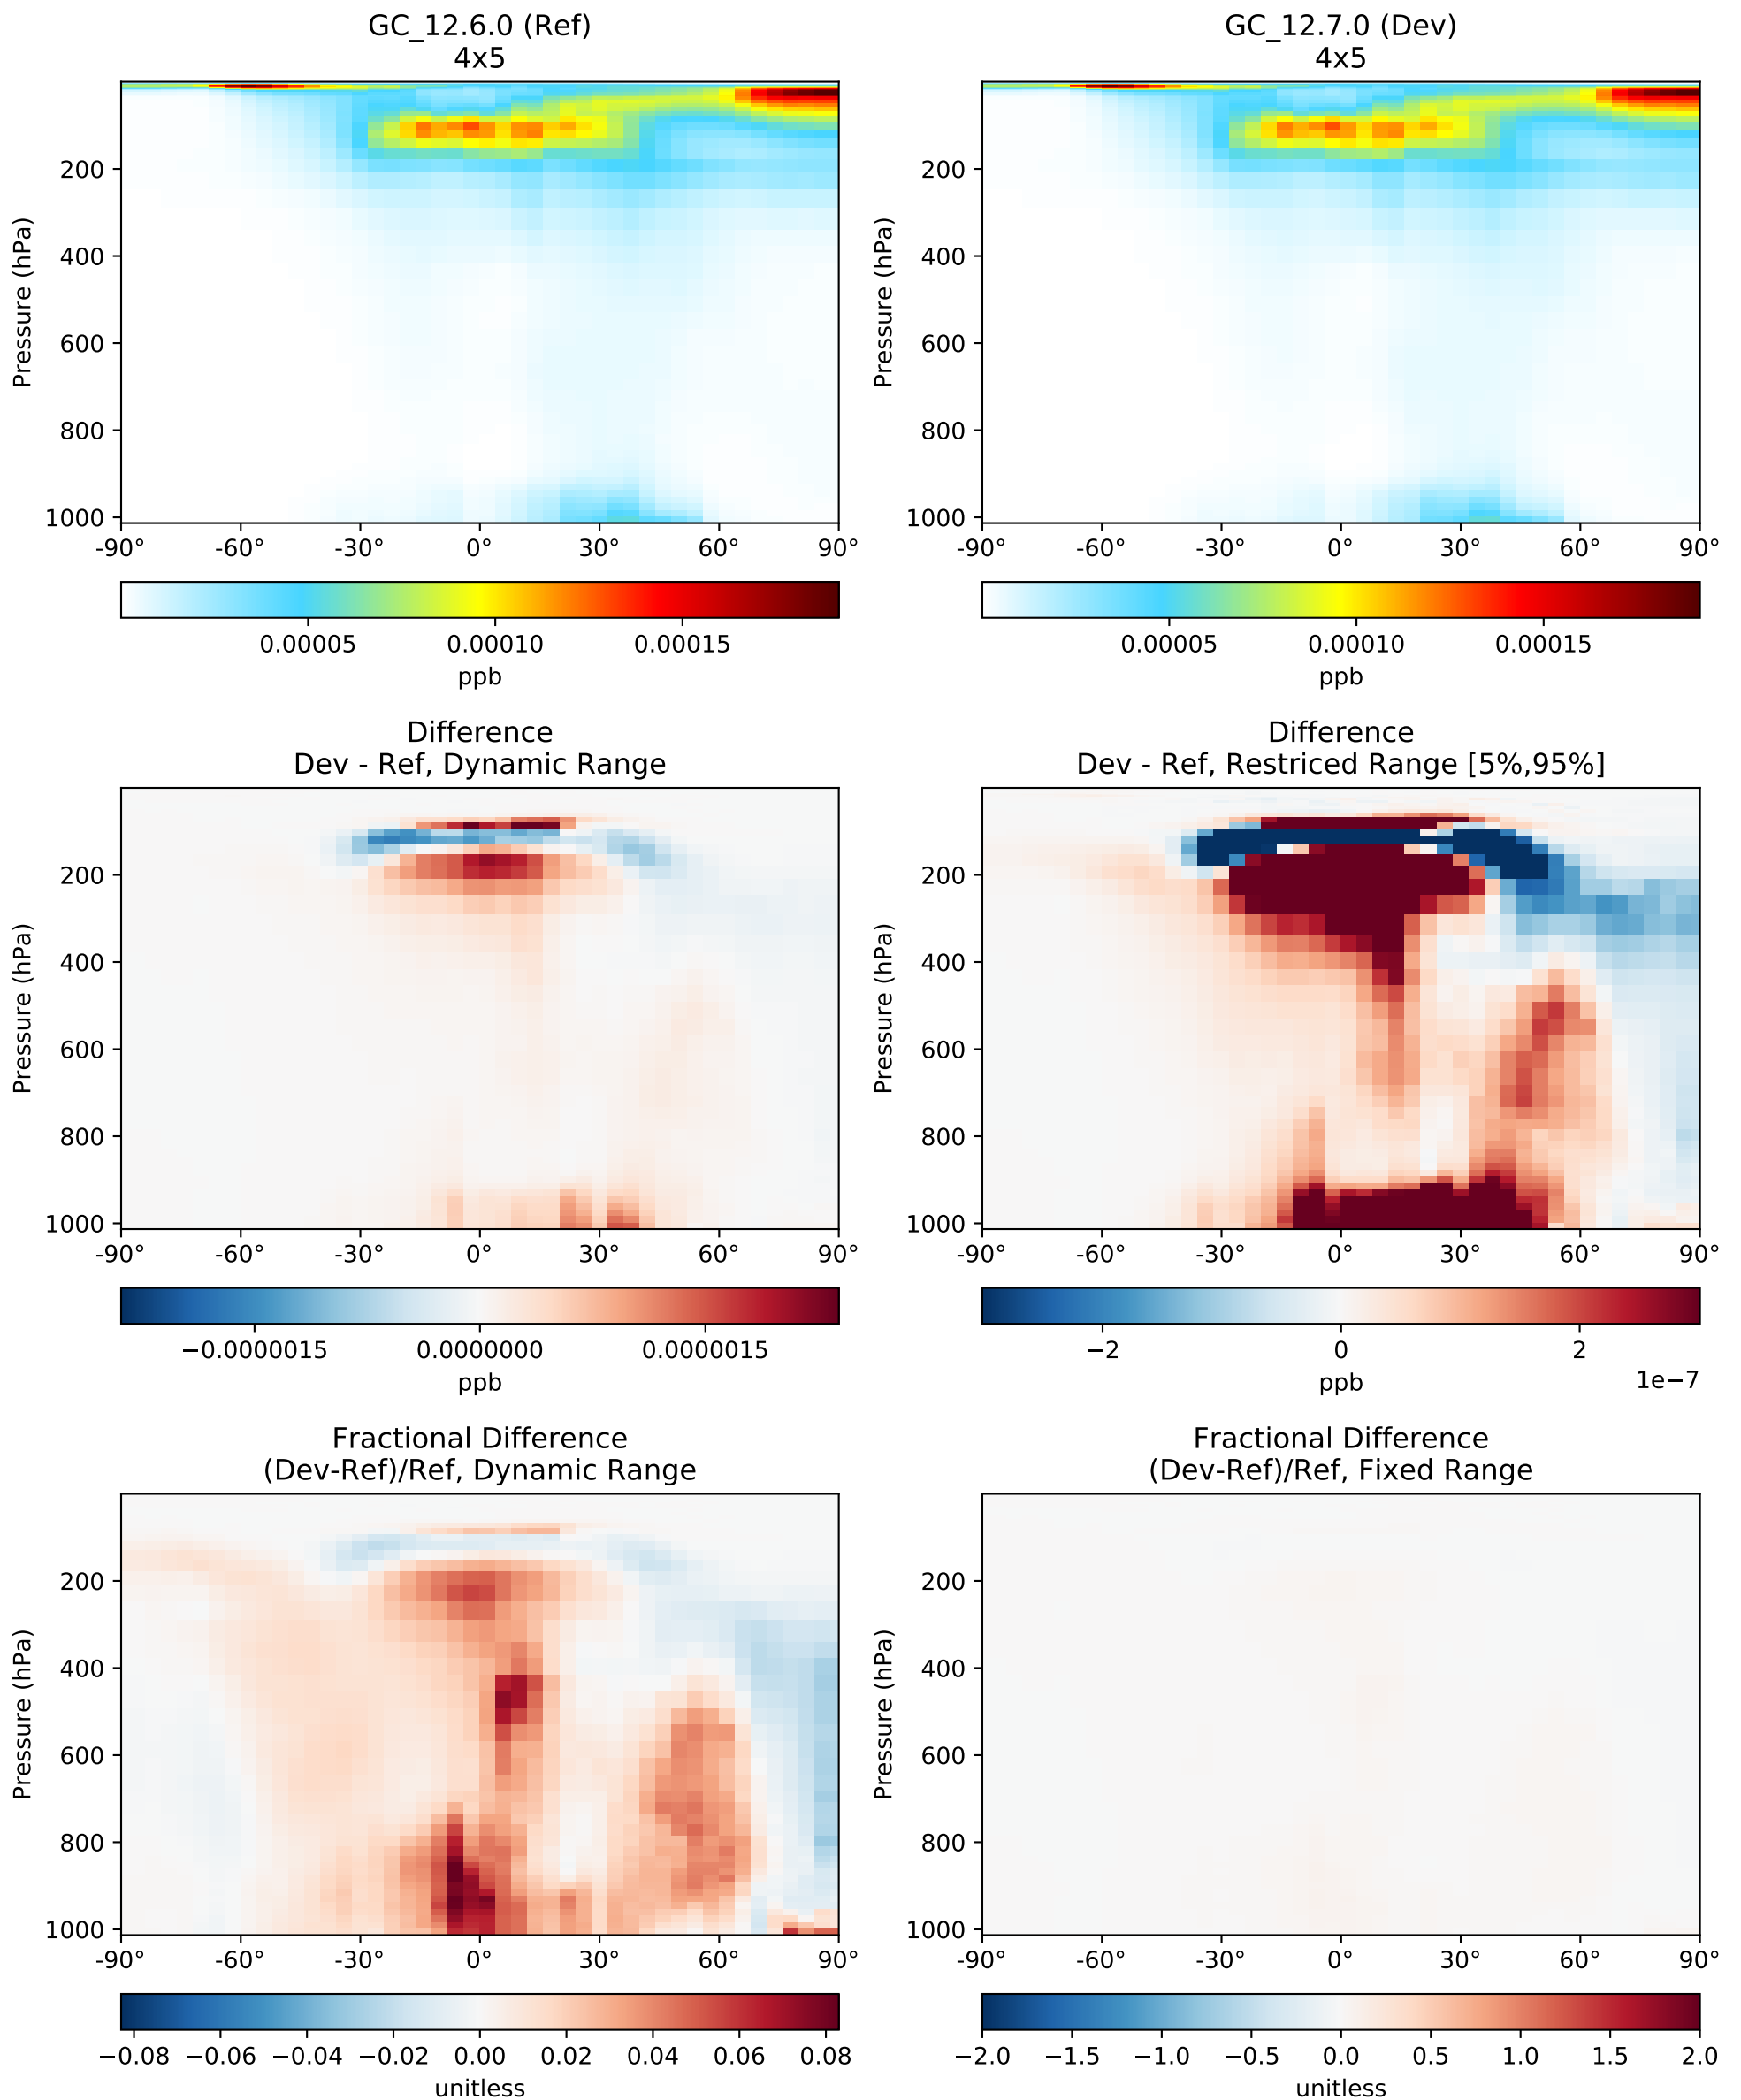 GC_12.6.0 (Ref)
4x5
Pressure (hPa)
200
400
600
800
1000
-90° -60° -30° 0° 30° 60° 90°
0.00005 0.00010 0.00015
ppb
GC_12.7.0 (Dev)
4x5
Pressure (hPa)
200
400
600
800
1000
-90° -60° -30° 0° 30° 60° 90°
0.00005 0.00010 0.00015
ppb
Difference
Dev - Ref, Dynamic Range
Pressure (hPa)
200
400
600
800
1000
-90° -60° -30° 0° 30° 60° 90°
−0.0000015 0.0000000 0.0000015
ppb
Difference
Dev - Ref, Restriced Range [5%,95%]
Pressure (hPa)
200
400
600
800
1000
-90° -60° -30° 0° 30° 60° 90°
−2 0 2
ppb
1e−7
Fractional Difference
(Dev-Ref)/Ref, Dynamic Range
Pressure (hPa)
200
400
600
800
1000
-90° -60° -30° 0° 30° 60° 90°
−0.08 −0.06 −0.04 −0.02 0.00 0.02 0.04 0.06 0.08
unitless
Fractional Difference
(Dev-Ref)/Ref, Fixed Range
Pressure (hPa)
200
400
600
800
1000
-90° -60° -30° 0° 30° 60° 90°
−2.0 −1.5 −1.0 −0.5 0.0 0.5 1.0 1.5 2.0
unitless